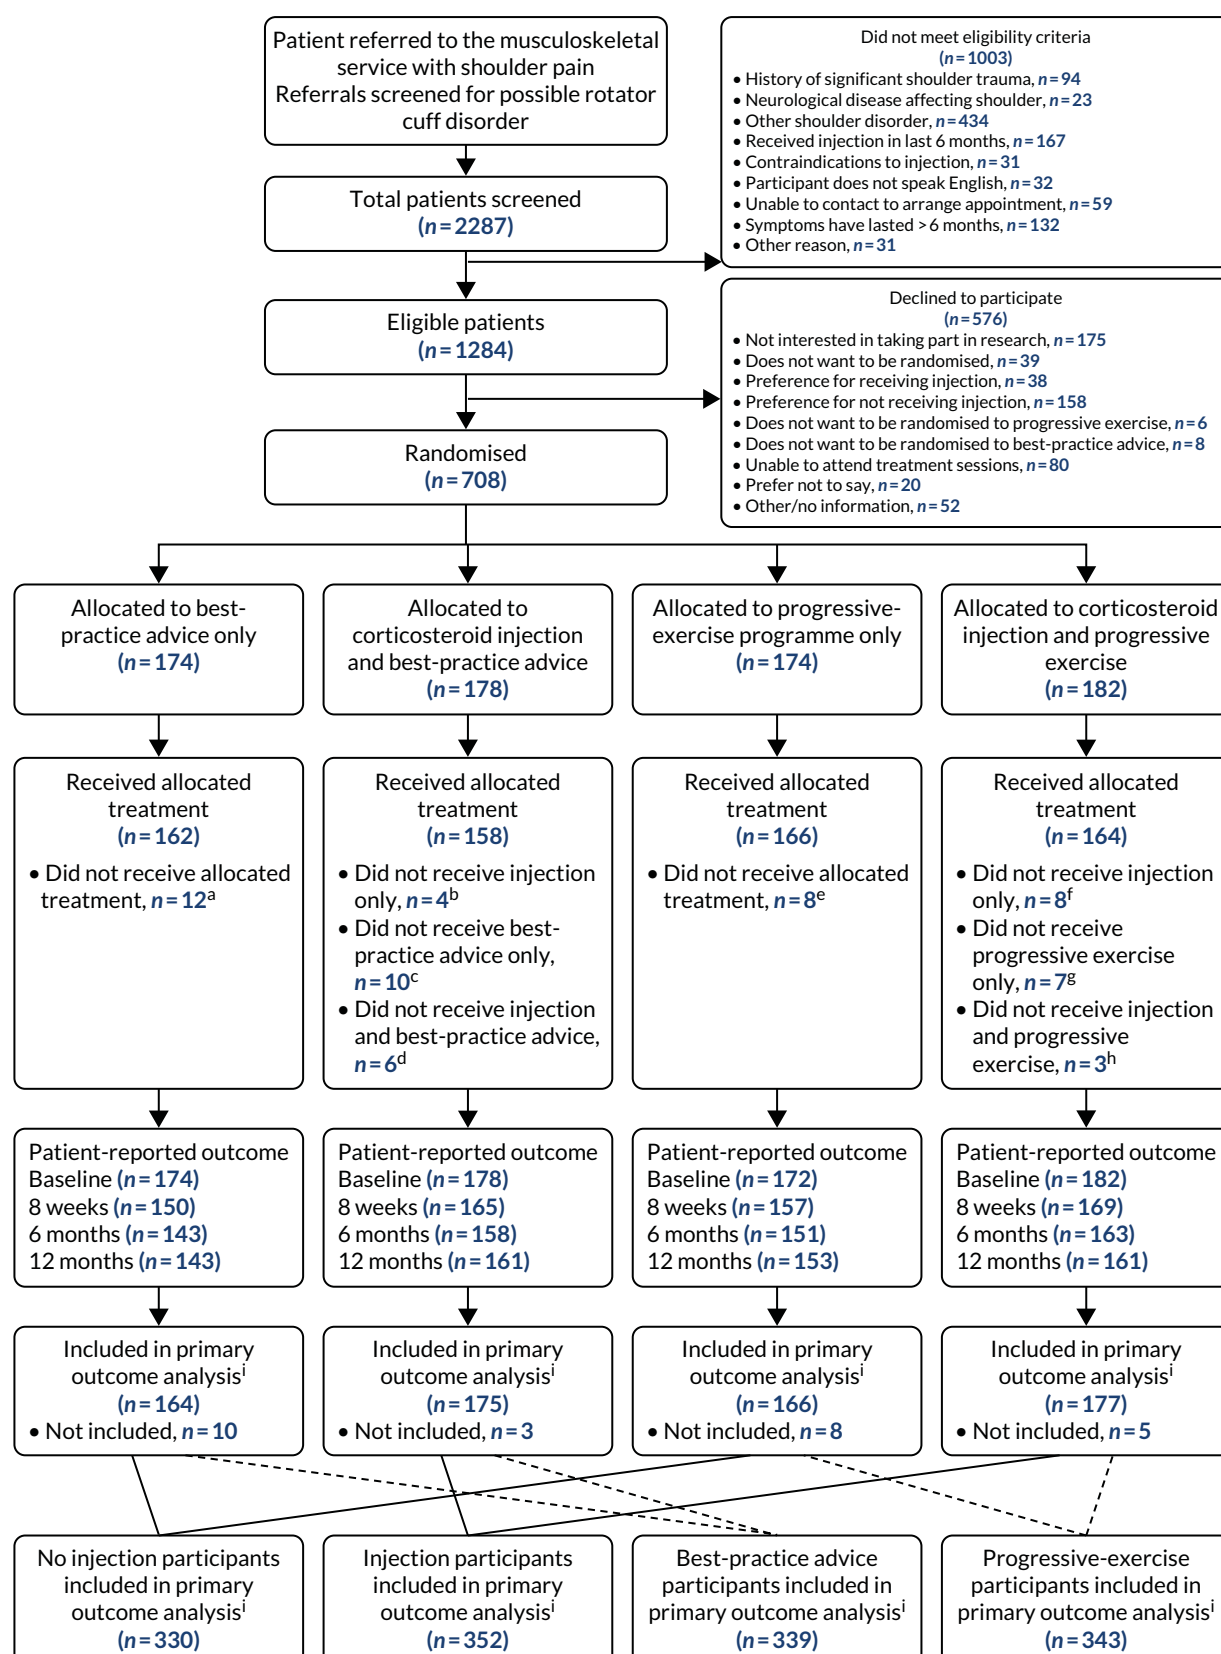 Patient referred to the musculoskeletal
service with shoulder pain
Referrals screened for possible rotator
cuff disorder
Total patients screened
(n = 2287)
Did not meet eligibility criteria
(n = 1003)
• History of significant shoulder trauma, n = 94
• Neurological disease affecting shoulder, n = 23
• Other shoulder disorder, n = 434
• Received injection in last 6 months, n = 167
• Contraindications to injection, n = 31
• Participant does not speak English, n = 32
• Unable to contact to arrange appointment, n = 59
• Symptoms have lasted > 6 months, n = 132
• Other reason, n = 31
Eligible patients
(n = 1284)
Declined to participate
(n = 576)
• Not interested in taking part in research, n = 175
• Does not want to be randomised, n = 39
• Preference for receiving injection, n = 38
• Preference for not receiving injection, n = 158
• Does not want to be randomised to progressive exercise, n = 6
• Does not want to be randomised to best-practice advice, n = 8
• Unable to attend treatment sessions, n = 80
• Prefer not to say, n = 20
• Other/no information, n = 52
Randomised
(n = 708)
Allocated to best-
practice advice only
(n = 174)
Allocated to
corticosteroid injection
and best-practice advice
(n = 178)
Allocated to progressive-
exercise programme only
(n = 174)
Allocated to corticosteroid
injection and progressive
exercise
(n = 182)
Received allocated
treatment
(n = 162)
• Did not receive allocated
treatment, n = 12a
Received allocated
treatment
(n = 158)
• Did not receive injection
only, n = 4b
• Did not receive best-
practice advice only,
n = 10c
• Did not receive injection
and best-practice advice,
n = 6d
Received allocated
treatment
(n = 166)
• Did not receive allocated
treatment, n = 8e
Received allocated
treatment
(n = 164)
• Did not receive injection
only, n = 8f
• Did not receive
progressive exercise
only, n = 7g
• Did not receive injection
and progressive
exercise, n = 3h
Patient-reported outcome
Baseline (n = 174)
8 weeks (n = 150)
6 months (n = 143)
12 months (n = 143)
Patient-reported outcome
Baseline (n = 178)
8 weeks (n = 165)
6 months (n = 158)
12 months (n = 161)
Patient-reported outcome
Baseline (n = 172)
8 weeks (n = 157)
6 months (n = 151)
12 months (n = 153)
Patient-reported outcome
Baseline (n = 182)
8 weeks (n = 169)
6 months (n = 163)
12 months (n = 161)
Included in primary
outcome analysisi
(n = 164)
• Not included, n = 10
Included in primary
outcome analysisi
(n = 175)
• Not included, n = 3
Included in primary
outcome analysisi
(n = 166)
• Not included, n = 8
Included in primary
outcome analysisi
(n = 177)
• Not included, n = 5
No injection participants
included in primary
outcome analysisi
(n = 330)
Injection participants
included in primary
outcome analysisi
(n = 352)
Best-practice advice
participants included in
primary outcome analysisi
(n = 339)
Progressive-exercise
participants included in
primary outcome analysisi
(n = 343)